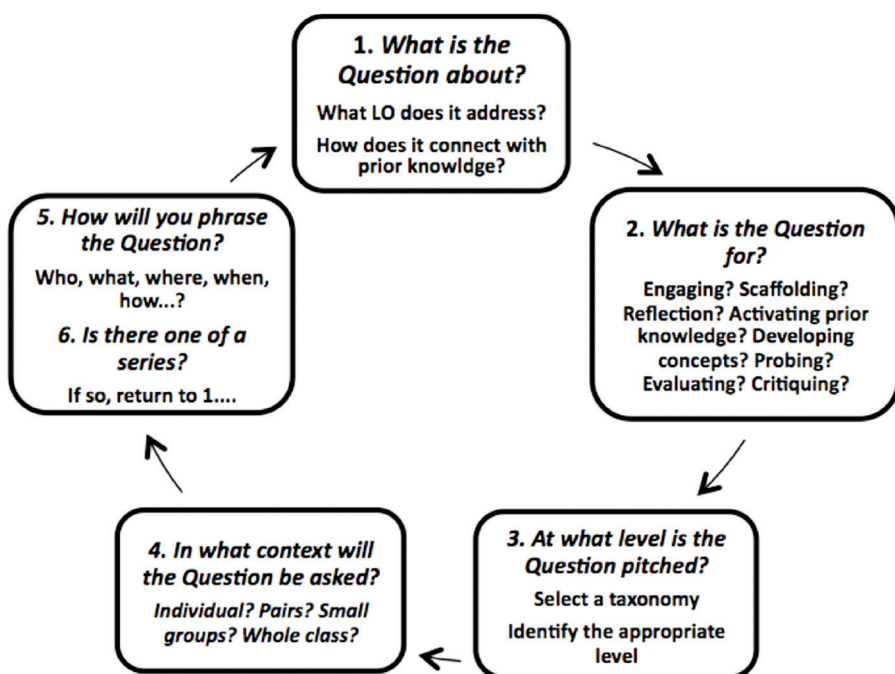 1. What is the
Question about?
What LO does it address?
How does it connect with
prior knowldge?
2. What is the Question
for?
Engaging? Scaffolding?
Reflection? Activating prior
knowledge? Developing
concepts? Probing?
Evaluating? Critiquing?
3. At what level is the
Question pitched?
Select a taxonomy
Identify the appropriate
level
4. In what context will
the Question be asked?
Individual? Pairs? Small
groups? Whole class?
5. How will you phrase
the Question?
Who, what, where, when,
how...?
6. Is there one of a
series?
If so, return to 1....